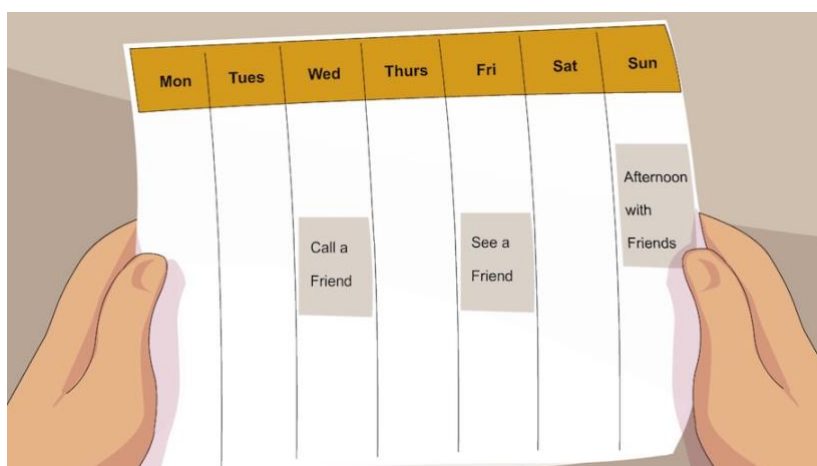 Mon Tues Wed Thurs Fri Sat Sun
Afternoon
with
Friends
Call a
Friend
See a
Friend